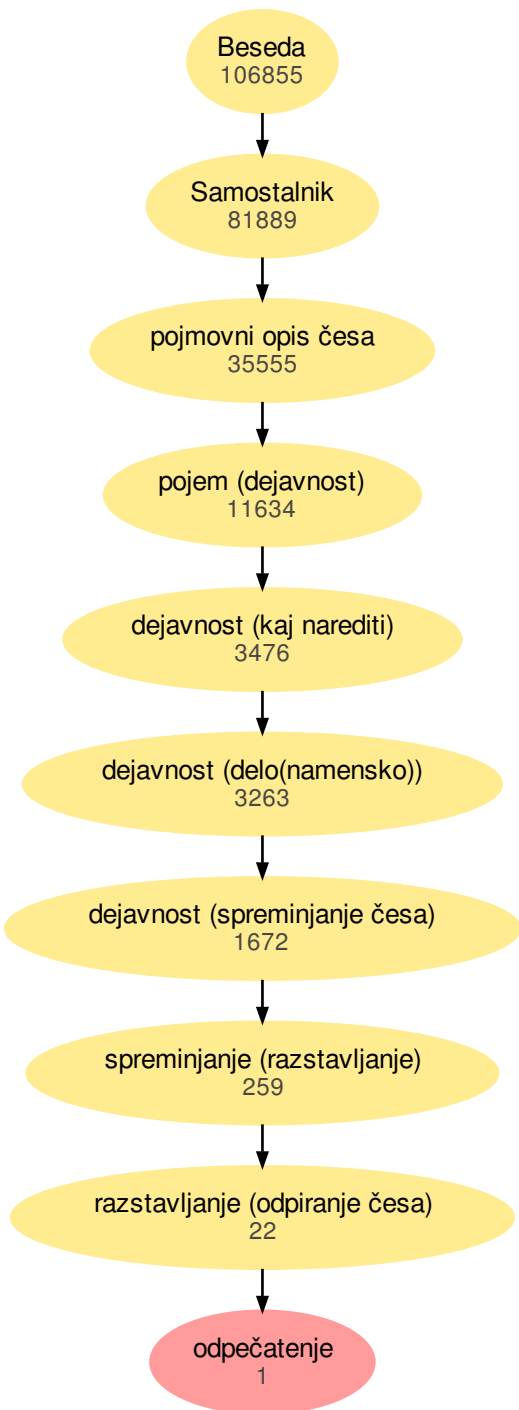 Beseda
106855
Samostalnik
81889
pojmovni opis česa
35555
pojem (dejavnost)
11634
dejavnost (kaj narediti)
3476
dejavnost (delo(namensko))
3263
dejavnost (spreminjanje česa)
1672
spreminjanje (razstavljanje)
259
razstavljanje (odpiranje česa)
22
odpečatenje
1